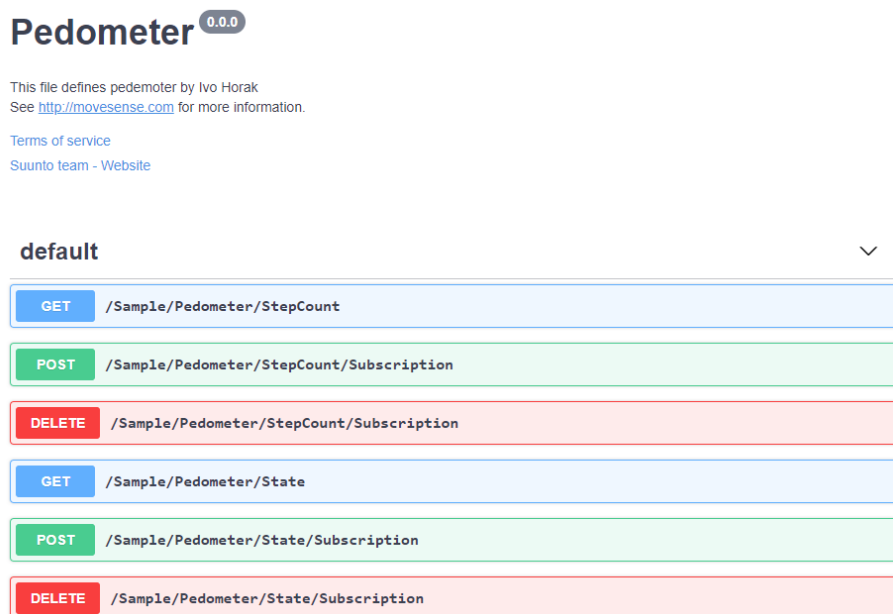 Pedometer 0.0.0
This file defines pedemoter by Ivo Horak
See http://movesense.com for more information.
Terms of service
Suunto team - Website
default
GET /Sample/Pedometer/StepCount
POST /Sample/Pedometer/StepCount/Subscription
DELETE /Sample/Pedometer/StepCount/Subscription
GET /Sample/Pedometer/State
POST /Sample/Pedometer/State/Subscription
DELETE /Sample/Pedometer/State/Subscription